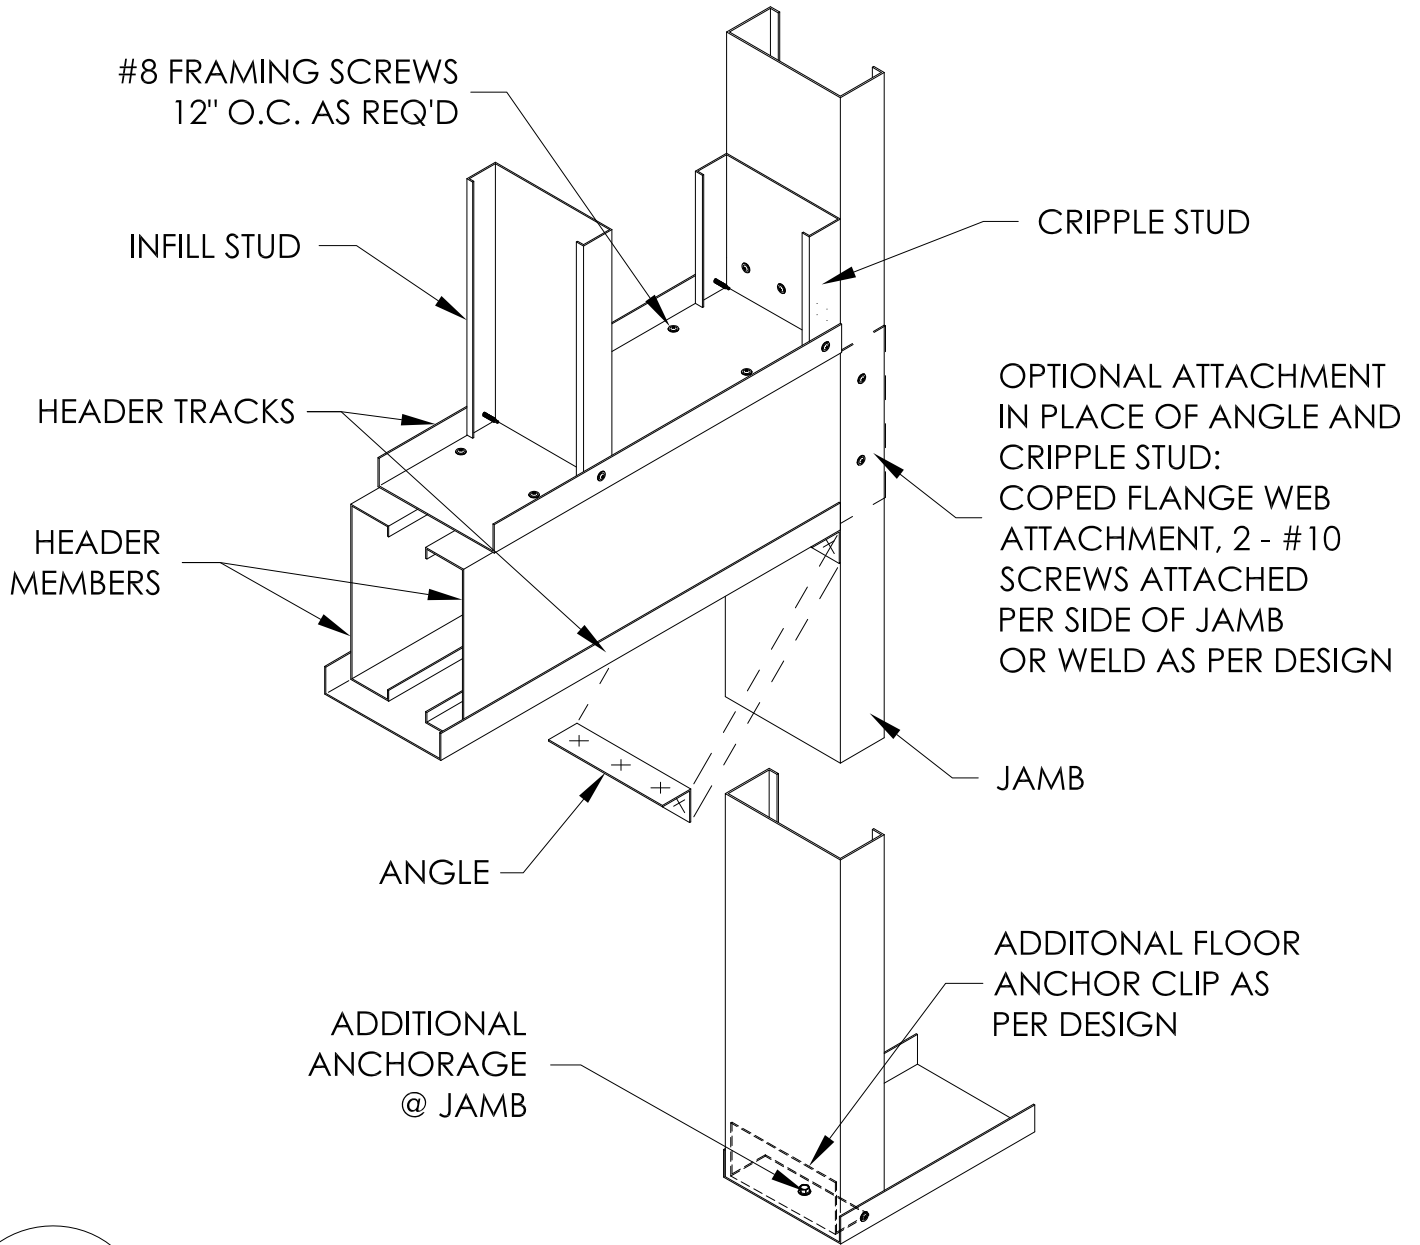 #8 FRAMING SCREWS
12" O.C. AS REQ'D
INFILL STUD
CRIPPLE STUD
HEADER TRACKS
OPTIONAL ATTACHMENT
IN PLACE OF ANGLE AND
CRIPPLE STUD:
COPED FLANGE WEB
ATTACHMENT, 2 - #10
SCREWS ATTACHED
PER SIDE OF JAMB
OR WELD AS PER DESIGN
HEADER
MEMBERS
JAMB
ANGLE
ADDITONAL FLOOR
ANCHOR CLIP AS
PER DESIGN
ADDITIONAL
ANCHORAGE
@ JAMB